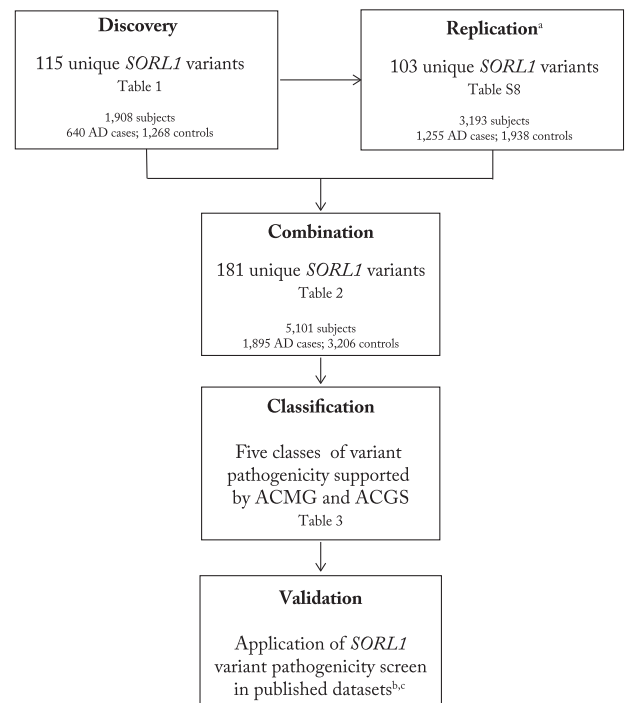 Discovery
115 unique SORL1 variants
Table 1
1,908 subjects
640 AD cases; 1,268 controls
Replicationᵃ
103 unique SORL1 variants
Table S8
3,193 subjects
1,255 AD cases; 1,938 controls
Combination
181 unique SORL1 variants
Table 2
5,101 subjects
1,895 AD cases; 3,206 controls
Classification
Five classes of variant
pathogenicity supported
by ACMG and ACGS
Table 3
Validation
Application of SORL1
variant pathogenicity screen
in published datasetsᵇ,ᶜ